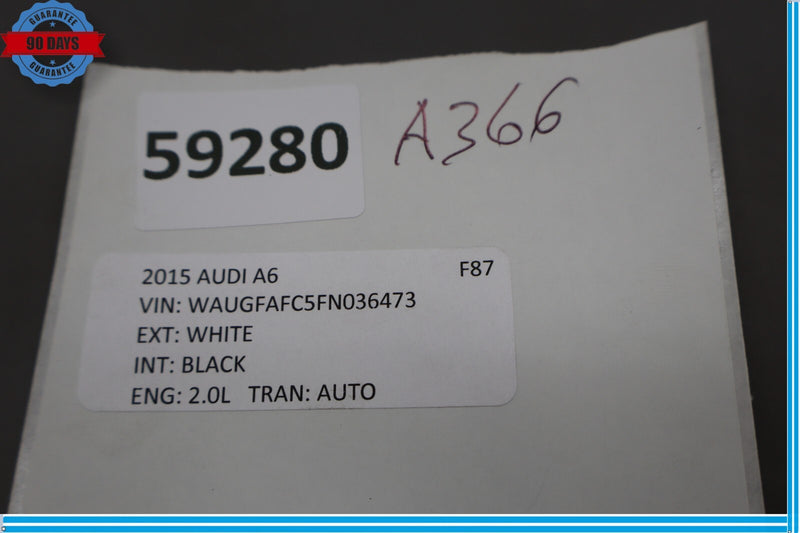 GUARANTEE
90 DAYS
GUARANTEE
59280
A366
2015 AUDI A6 F87
VIN: WAUGFAFC5FN036473
EXT: WHITE
INT: BLACK
ENG: 2.0L TRAN: AUTO